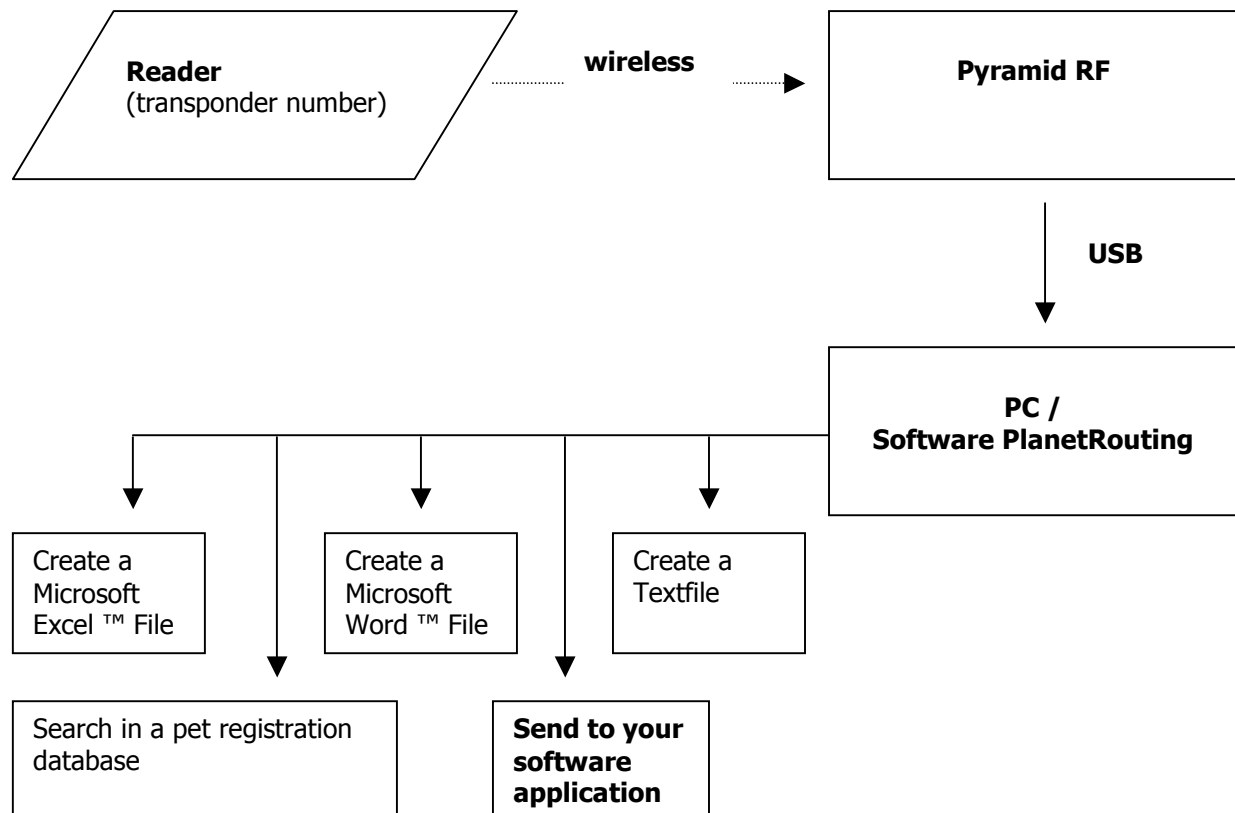 Reader
(transponder number)
wireless
Pyramid RF
USB
PC /
Software PlanetRouting
Create a
Microsoft
Excel ™ File
Create a
Microsoft
Word ™ File
Create a
Textfile
Search in a pet registration
database
Send to your
software
application